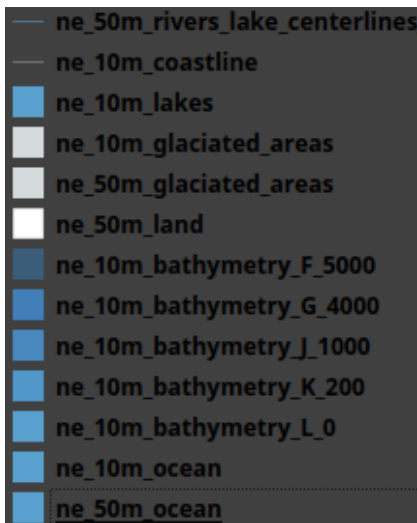 ne_50m_rivers_lake_centerlines
ne_10m_coastline
ne_10m_lakes
ne_10m_glaciated_areas
ne_50m_glaciated_areas
ne_50m_land
ne_10m_bathymetry_F_5000
ne_10m_bathymetry_G_4000
ne_10m_bathymetry_J_1000
ne_10m_bathymetry_K_200
ne_10m_bathymetry_L_0
ne_10m_ocean
ne_50m_ocean